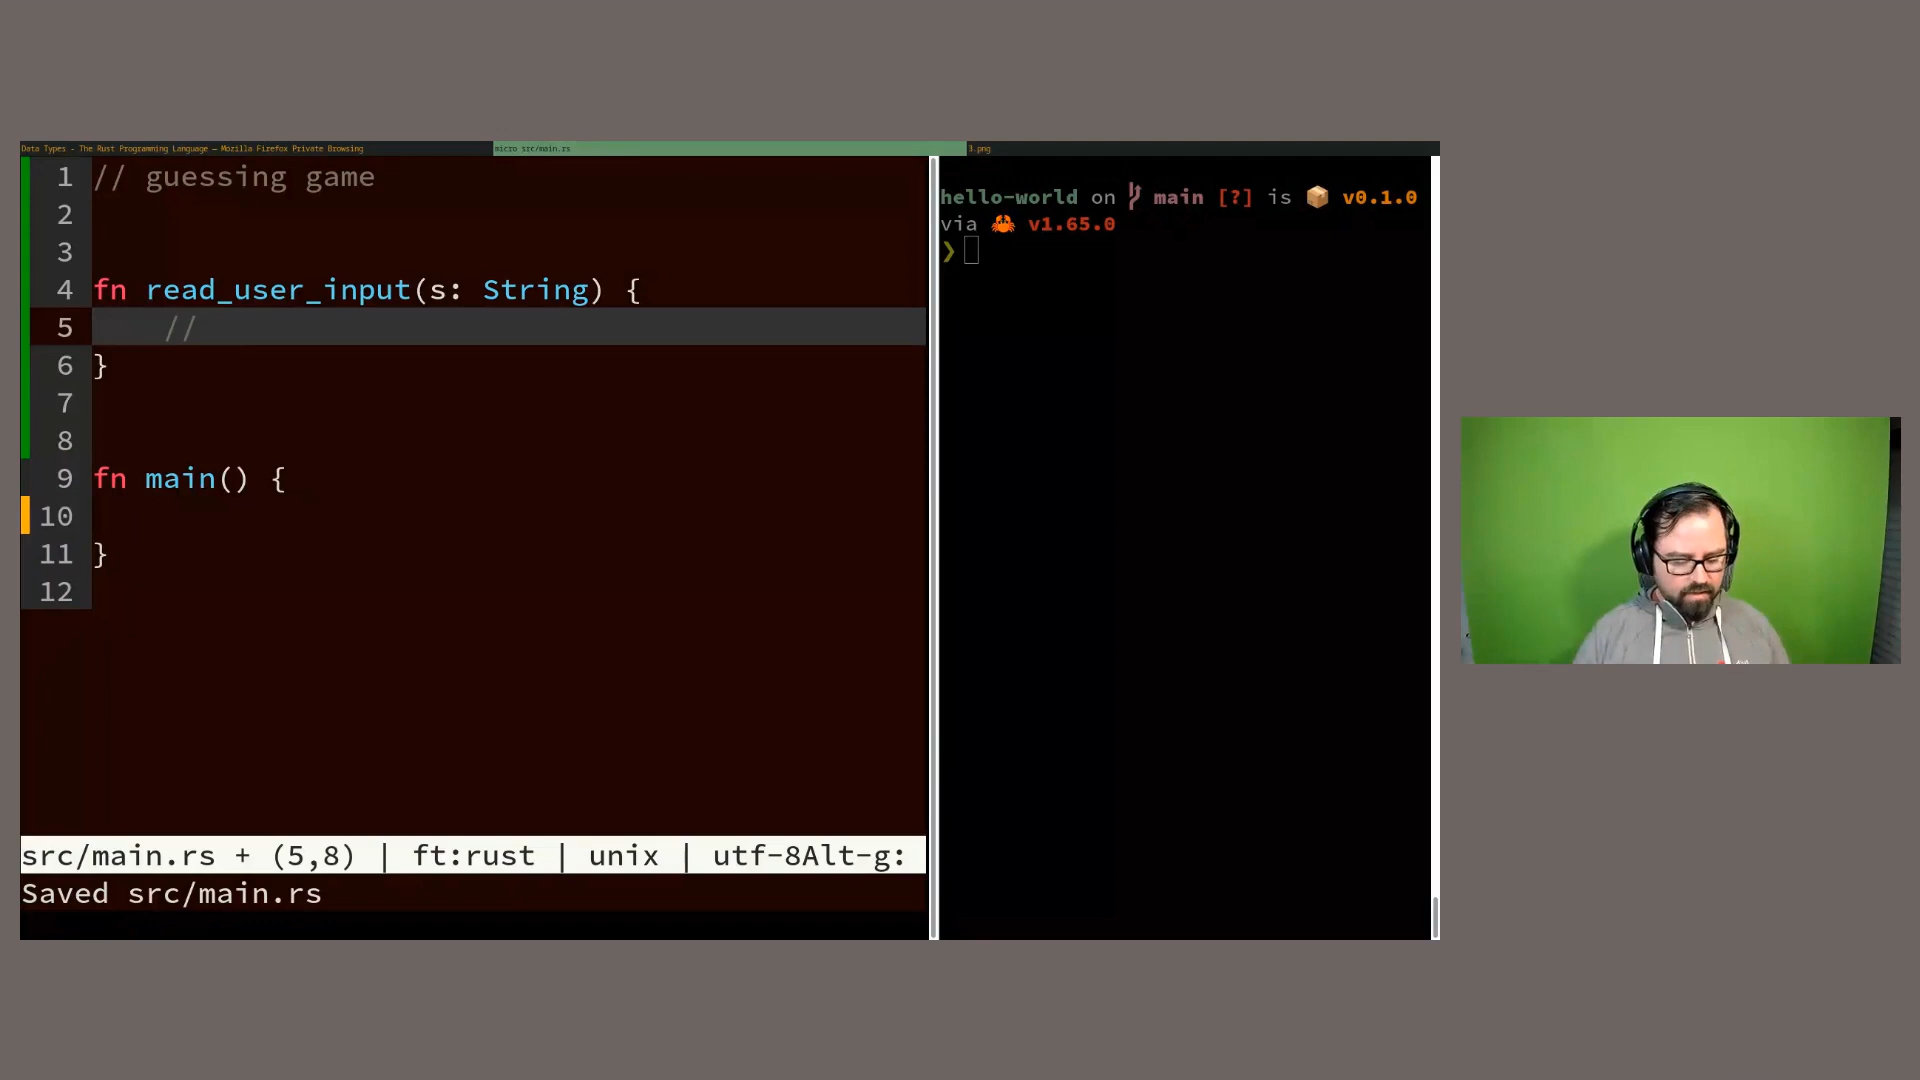 Data Types - The Rust Programming Language — Mozilla Firefox Private Browsing
micro src/main.rs
3.png
1 // guessing game
2
3
4 fn read_user_input(s: String) {
5     //
6 }
7
8
9 fn main() {
10
11 }
12
src/main.rs + (5,8) | ft:rust | unix | utf-8Alt-g:
Saved src/main.rs
hello-world on main [?] is 📦 v0.1.0
via 🦀 v1.65.0
❯